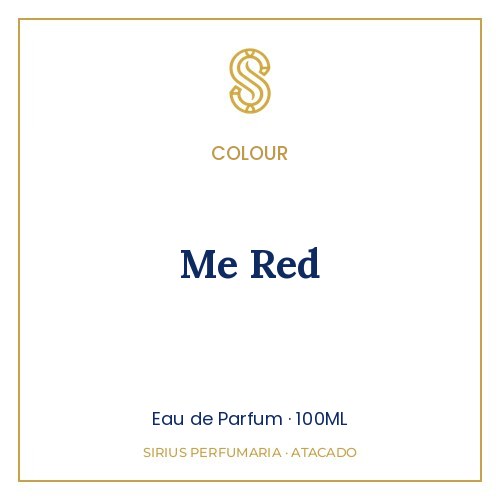 COLOUR
Me Red
Eau de Parfum · 100ML
SIRIUS PERFUMARIA · ATACADO